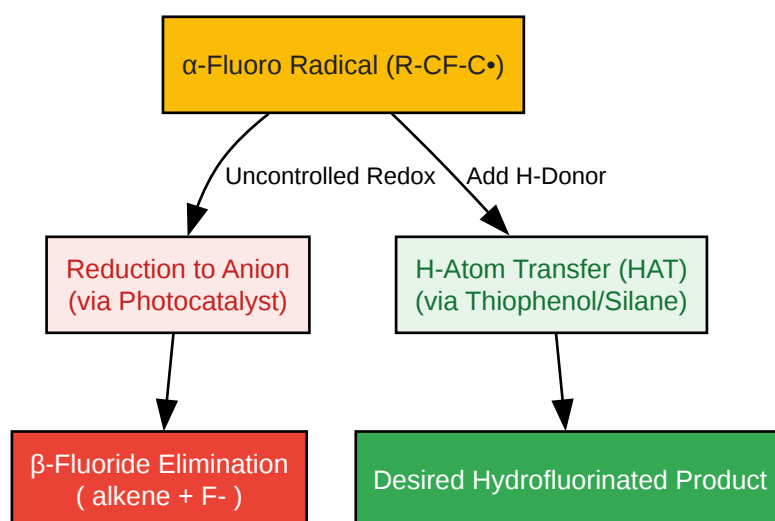 α-Fluoro Radical (R-CF-C•)
Uncontrolled Redox
Add H-Donor
Reduction to Anion
(via Photocatalyst)
H-Atom Transfer (HAT)
(via Thiophenol/Silane)
β-Fluoride Elimination
( alkene + F- )
Desired Hydrofluorinated Product